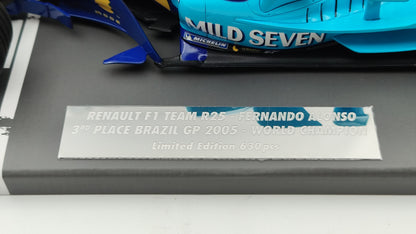 MILD SEVEN
MICHELIN
RENAULT F1 TEAM R25 - FERNANDO ALONSO
3RD PLACE BRAZIL GP 2005 - WORLD CHAMPION
Limited Edition 630 pcs